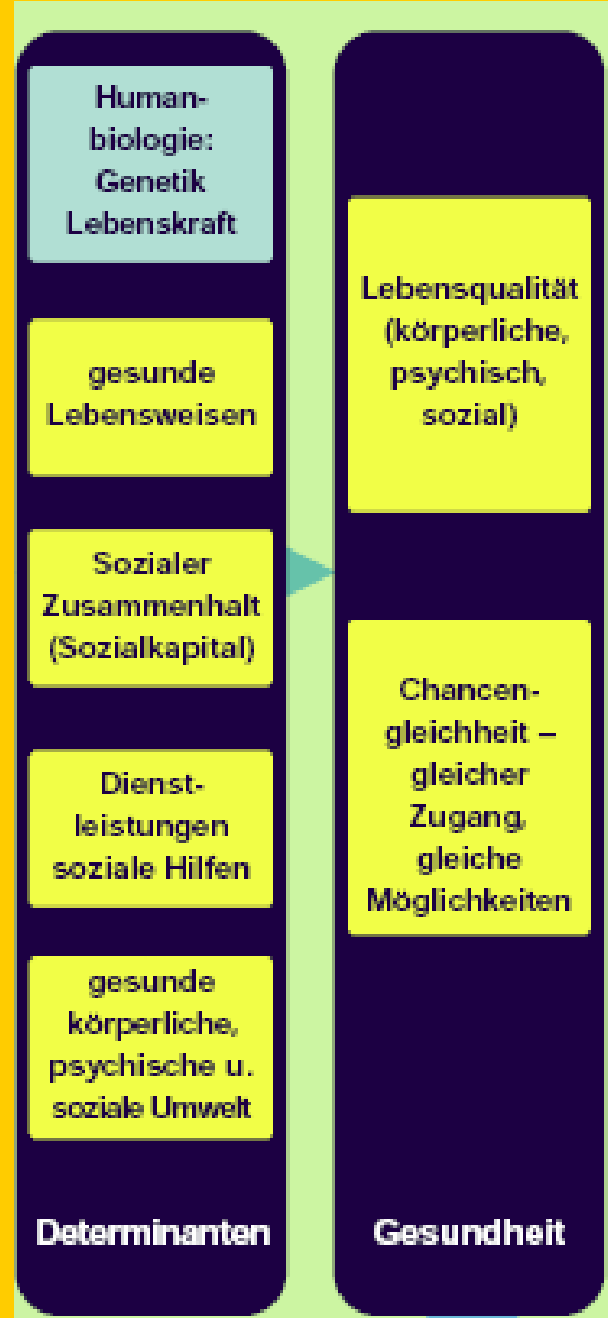 Human-
biologie:
Genetik
Lebenskraft
gesunde
Lebensweisen
Sozialer
Zusammenhalt
(Sozialkapital)
Dienst-
leistungen
soziale Hilfen
gesunde
körperliche,
psychische u.
soziale Umwelt
Determinanten
Lebensqualität
(körperliche,
psychisch,
sozial)
Chancen-
gleichheit –
gleicher
Zugang,
gleiche
Möglichkeiten
Gesundheit